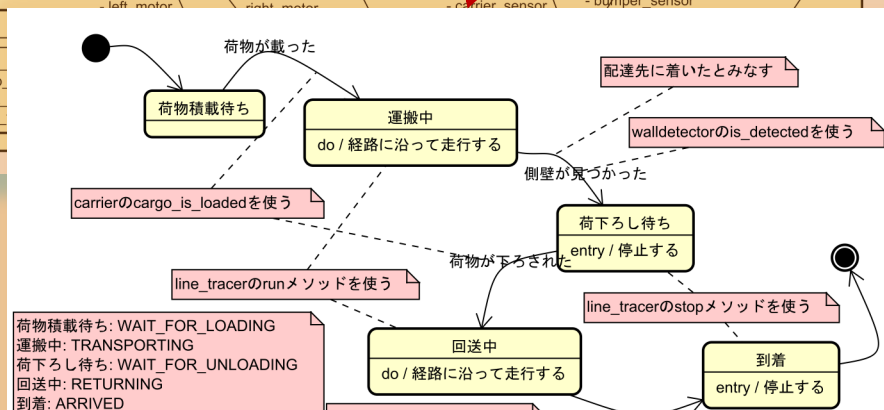 - left_motor
right_motor
- carrier_sensor
- bumper_sensor
荷物が載った
配達先に着いたとみなす
荷物積載待ち
運搬中
do / 経路に沿って走行する
walldetectorのis_detectedを使う
側壁が見つかった
carrierのcargo_is_loadedを使う
荷下ろし待ち
entry / 停止する
荷物が下ろされた
line_tracerのrunメソッドを使う
line_tracerのstopメソッドを使う
荷物積載待ち: WAIT_FOR_LOADING
運搬中: TRANSPORTING
荷下ろし待ち: WAIT_FOR_UNLOADING
回送中: RETURNING
到着: ARRIVED
回送中
do / 経路に沿って走行する
到着
entry / 停止する